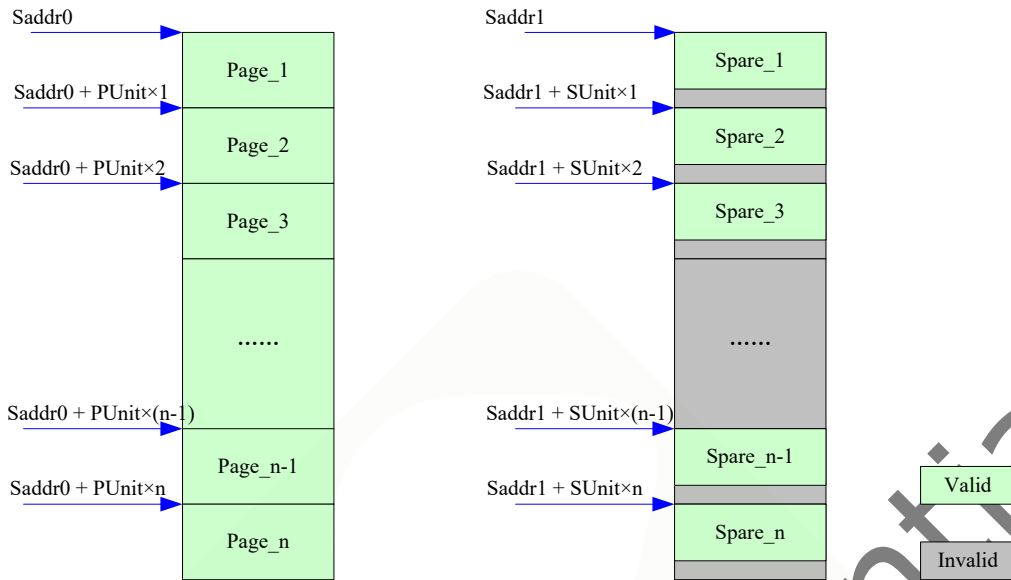 Saddr0
Page_1
Saddr0 + PUnit×1
Page_2
Saddr0 + PUnit×2
Page_3
......
Saddr0 + PUnit×(n-1)
Page_n-1
Saddr0 + PUnit×n
Page_n
Saddr1
Spare_1
Saddr1 + SUnit×1
Spare_2
Saddr1 + SUnit×2
Spare_3
......
Saddr1 + SUnit×(n-1)
Spare_n-1
Saddr1 + SUnit×n
Spare_n
Valid
Invalid